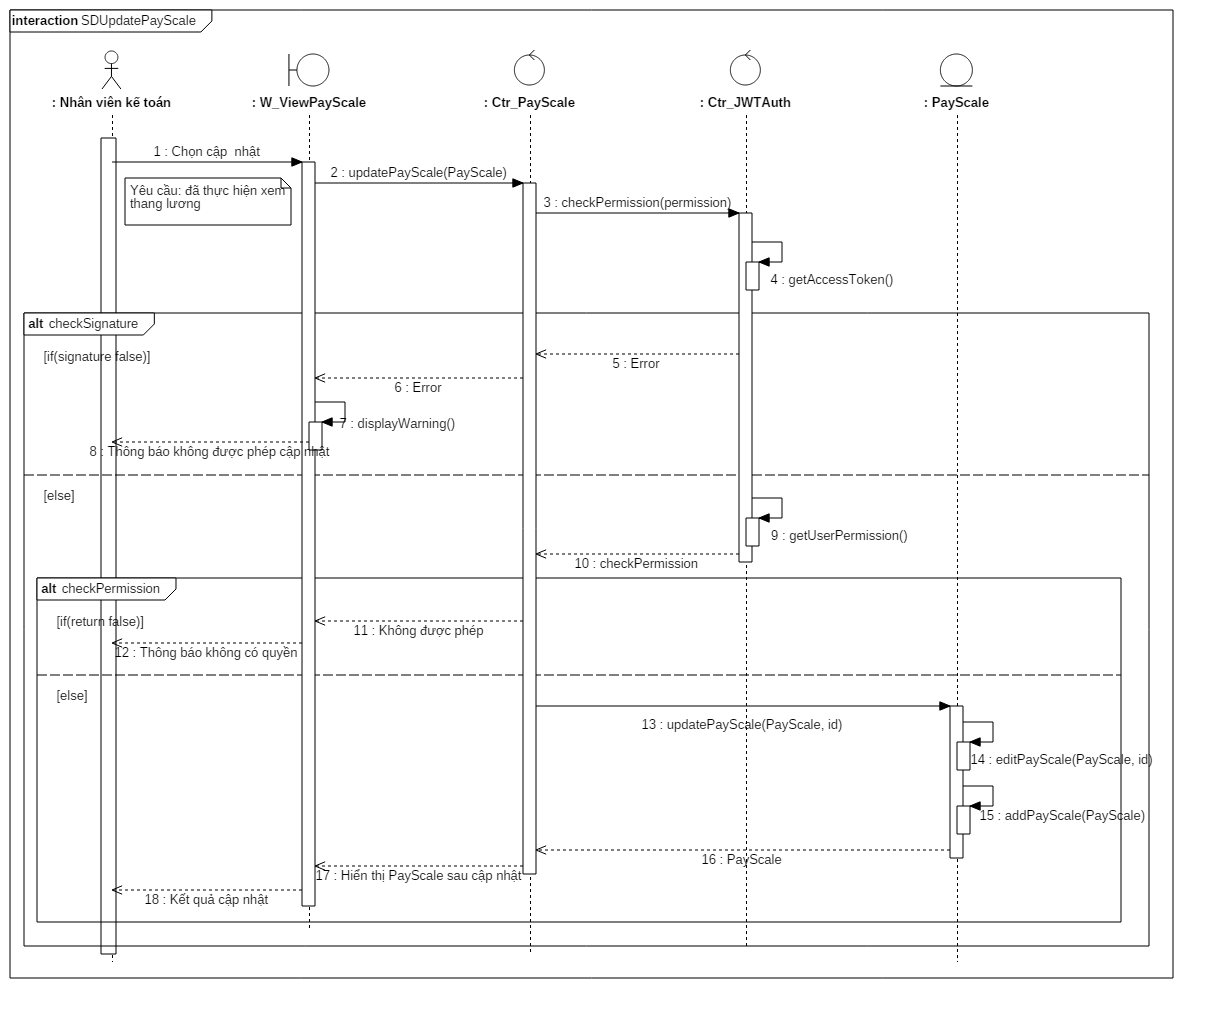 interaction SDUpdatePayScale
: Nhân viên kế toán
: W_ViewPayScale
: Ctr_PayScale
: Ctr_JWTAuth
: PayScale
1 : Chọn cập  nhật
2 : updatePayScale(PayScale)
Yêu cầu: đã thực hiện xem
thang lương
3 : checkPermission(permission)
4 : getAccessToken()
alt checkSignature
[if(signature false)]
5 : Error
6 : Error
7 : displayWarning()
8 : Thông báo không được phép cập nhật
[else]
9 : getUserPermission()
10 : checkPermission
alt checkPermission
[if(return false)]
11 : Không được phép
12 : Thông báo không có quyền
[else]
13 : updatePayScale(PayScale, id)
14 : editPayScale(PayScale, id)
15 : addPayScale(PayScale)
16 : PayScale
17 : Hiển thị PayScale sau cập nhật
18 : Kết quả cập nhật